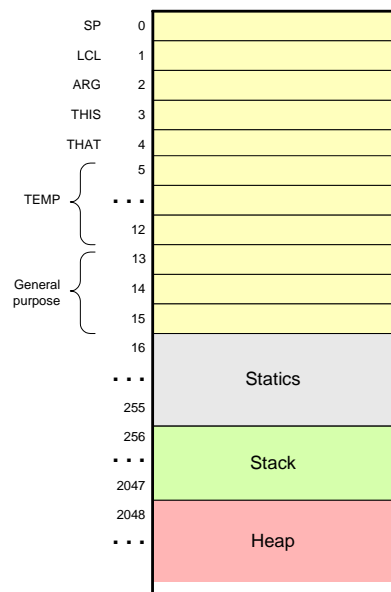 SP 0
LCL 1
ARG 2
THIS 3
THAT 4
5
TEMP ...
12
13
General purpose 14
15
16
... Statics
255
256
... Stack
2047
2048
... Heap